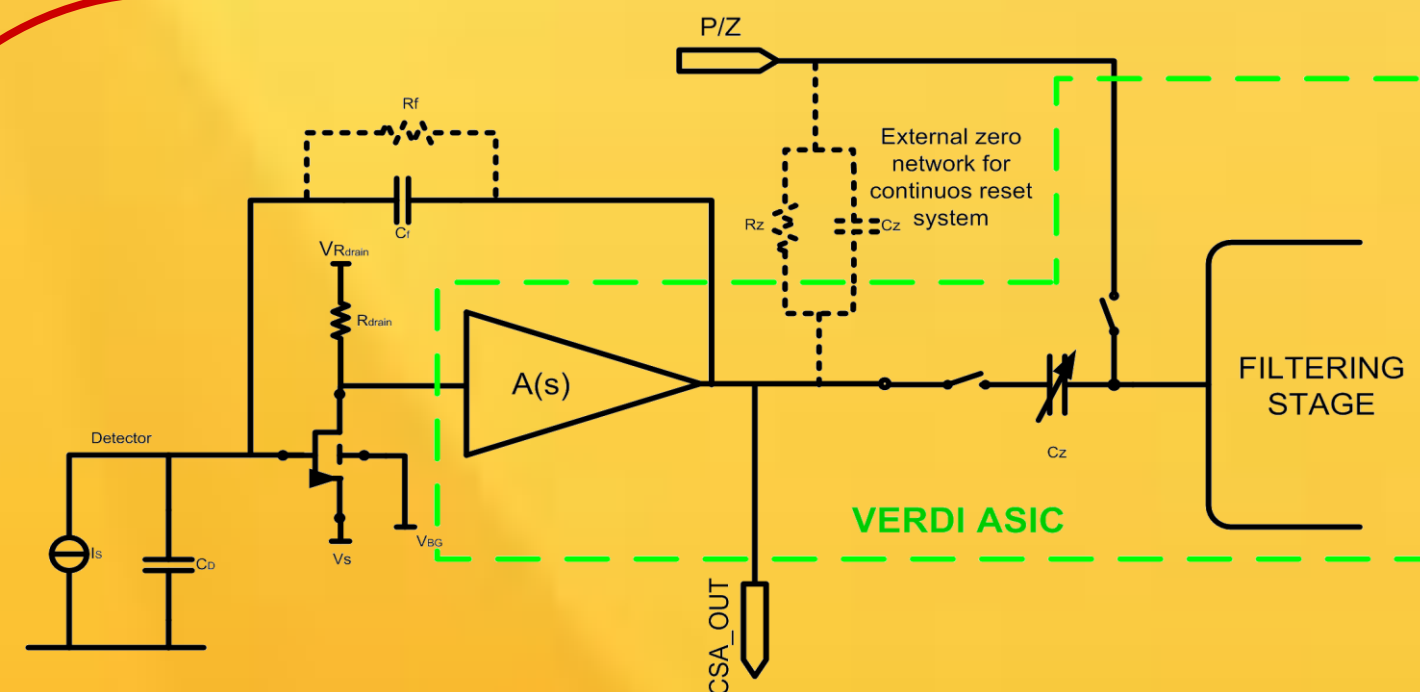 P/Z
Rf
External zero
network for
continuos reset
system
Cf
Rz
Cz
VRdrain
Rdrain
A(s)
FILTERING
STAGE
Detector
Cz
VERDI ASIC
Is
CD
Vs
VBG
CSA_OUT